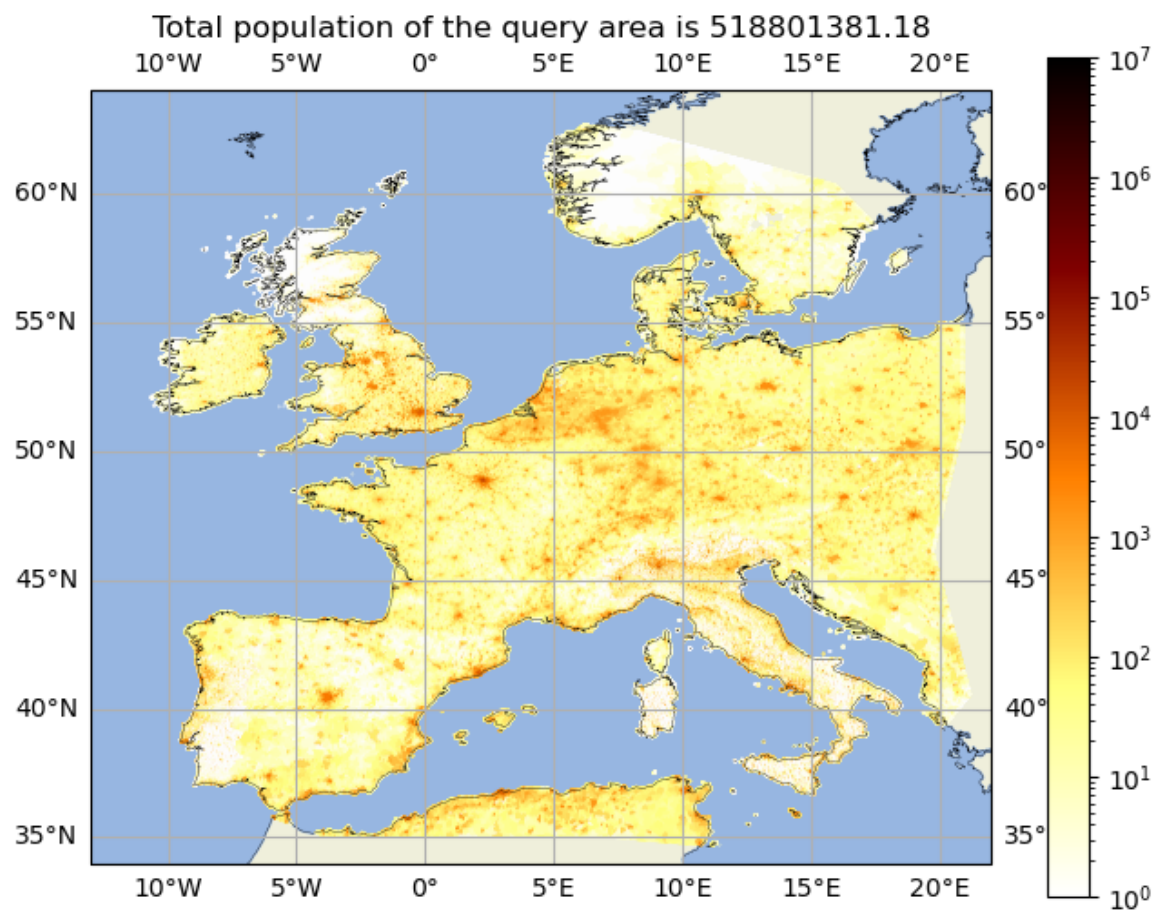 Total population of the query area is 518801381.18
10°W 5°W 0° 5°E 10°E 15°E 20°E
10⁷
10⁶
60°N 60°
10⁵
55°N 55°
10⁴
50°N 50°
10³
45°N 45°
10²
40°N 40°
10¹
35°N 35°
10⁰
10°W 5°W 0° 5°E 10°E 15°E 20°E